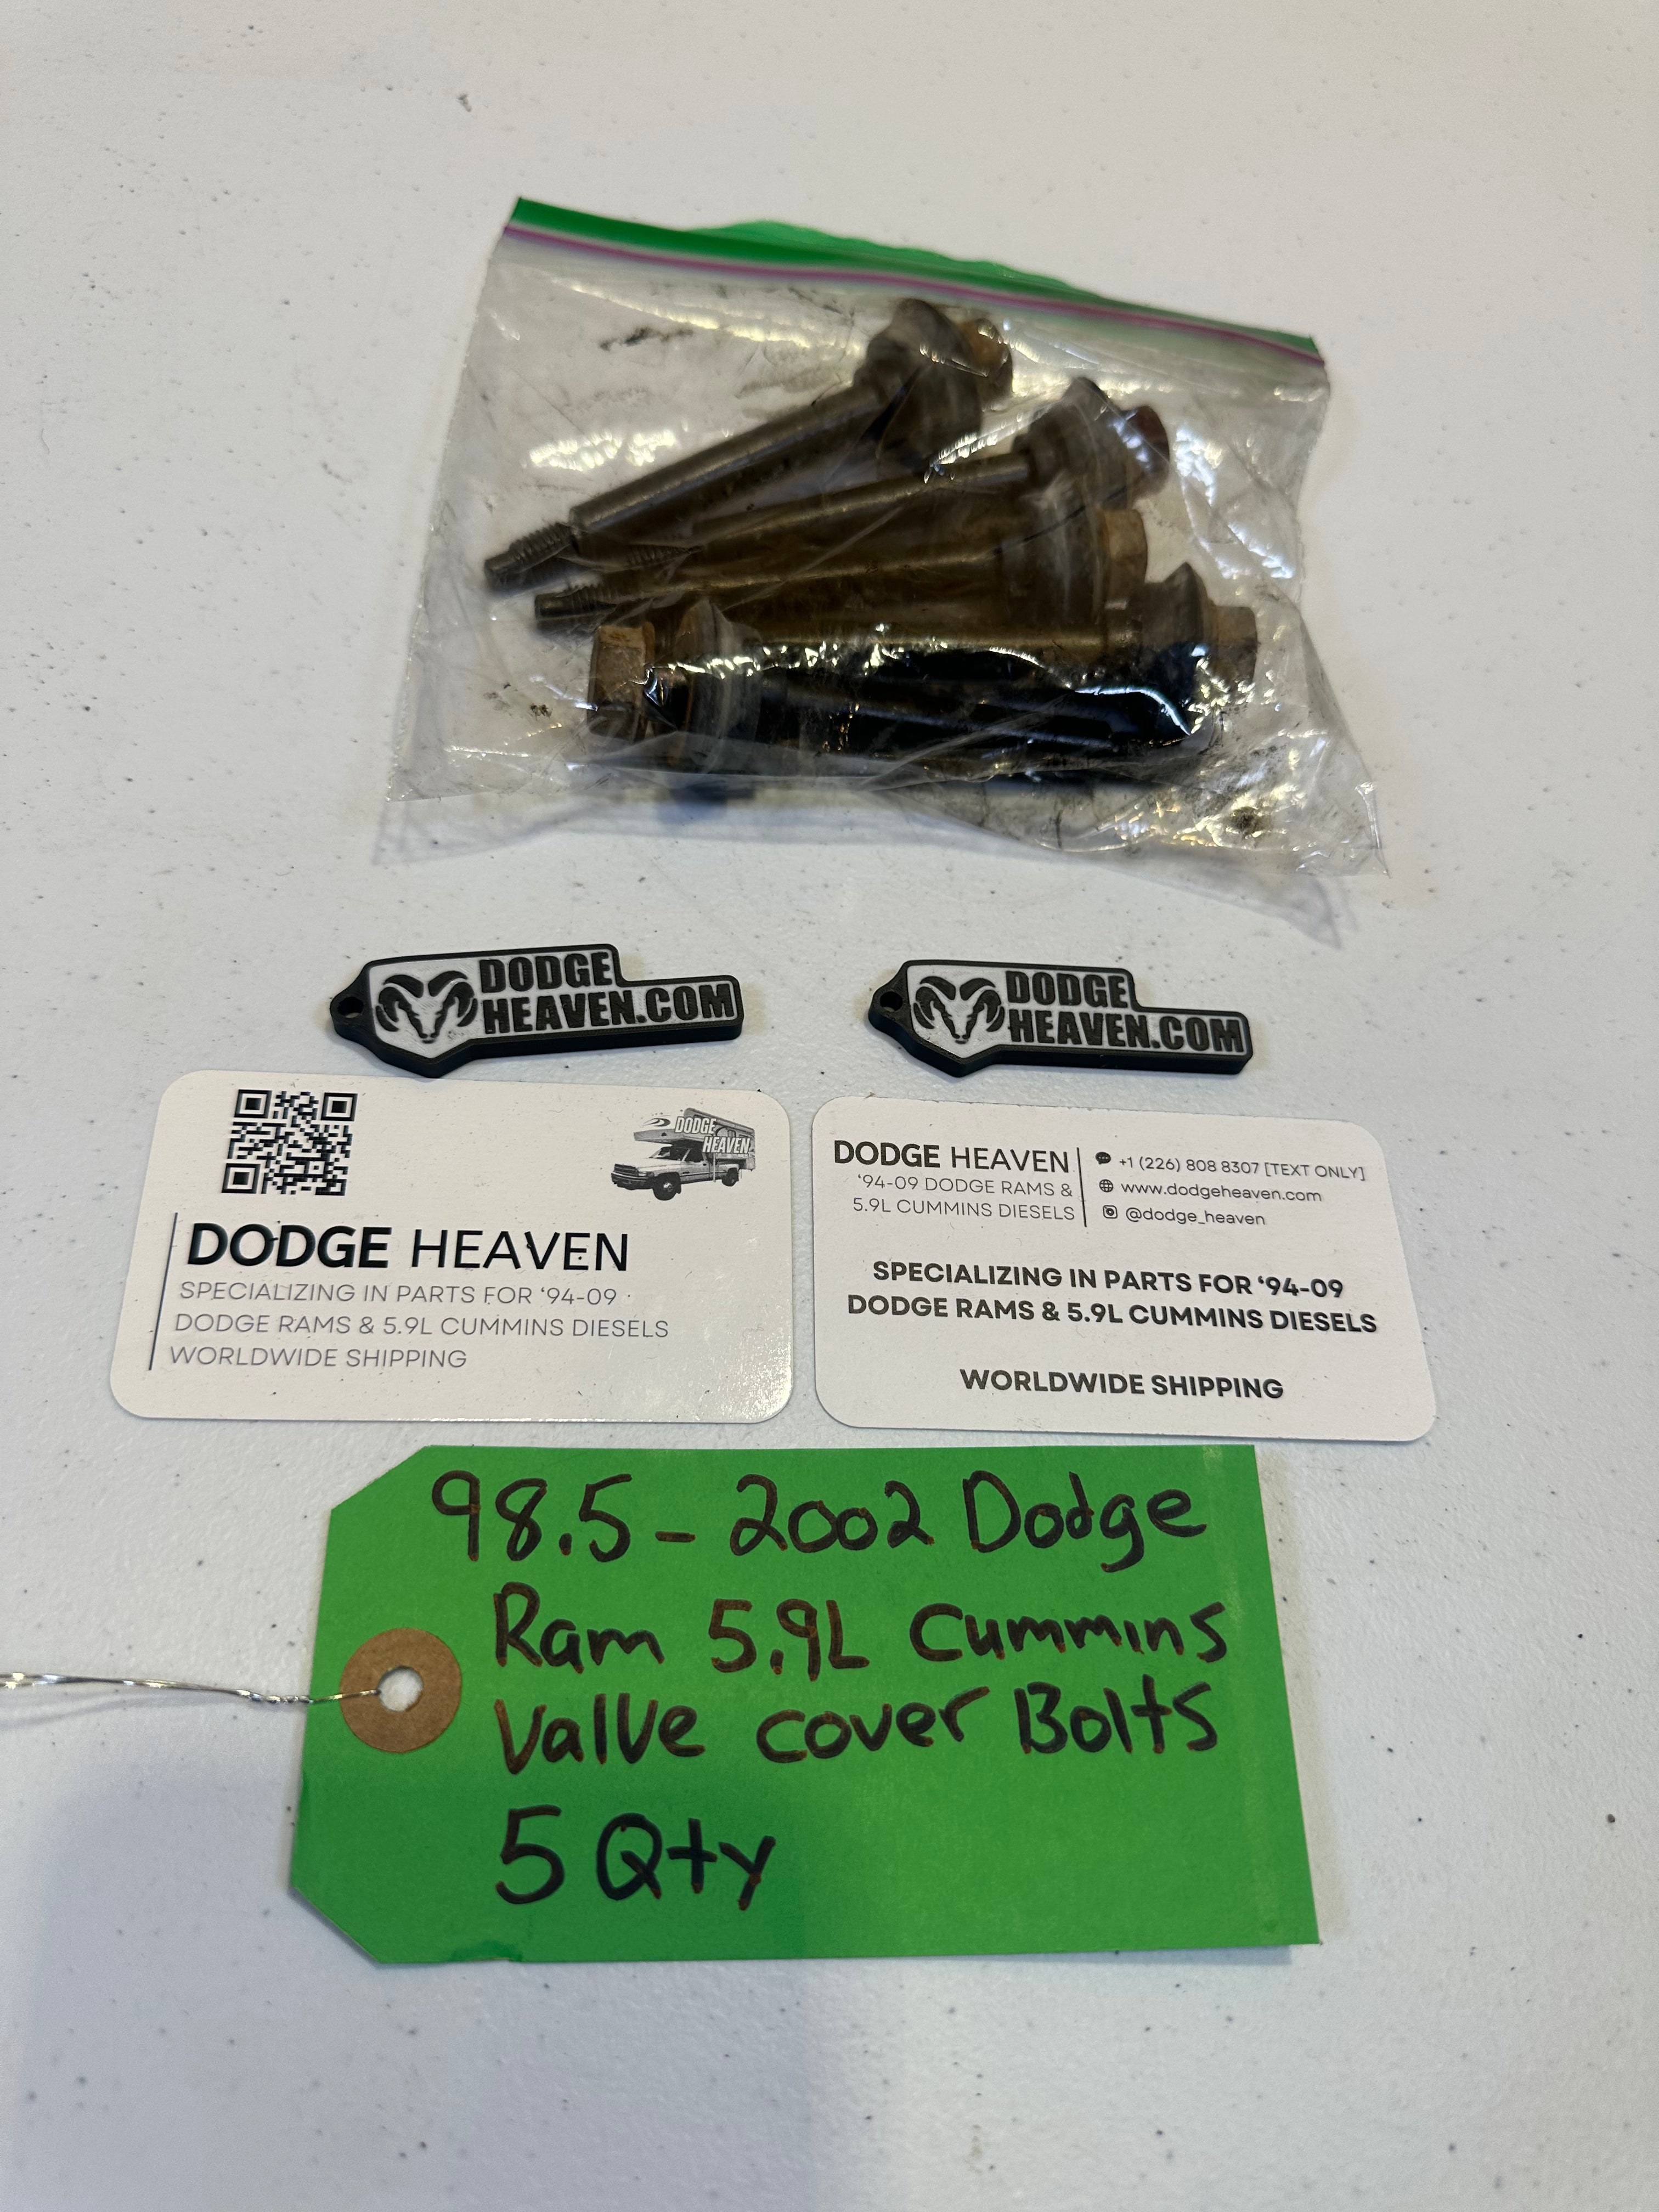 DODGE
HEAVEN.COM
DODGE
HEAVEN.COM
DODGE
HEAVEN
DODGE HEAVEN
SPECIALIZING IN PARTS FOR ‘94-09
DODGE RAMS & 5.9L CUMMINS DIESELS
WORLDWIDE SHIPPING
DODGE HEAVEN
‘94-09 DODGE RAMS &
5.9L CUMMINS DIESELS
+1 (226) 808 8307 [TEXT ONLY]
www.dodgeheaven.com
@dodge_heaven
SPECIALIZING IN PARTS FOR ‘94-09
DODGE RAMS & 5.9L CUMMINS DIESELS
WORLDWIDE SHIPPING
98.5 - 2002 Dodge
Ram 5.9L Cummins
Valve cover Bolts
5 Qty